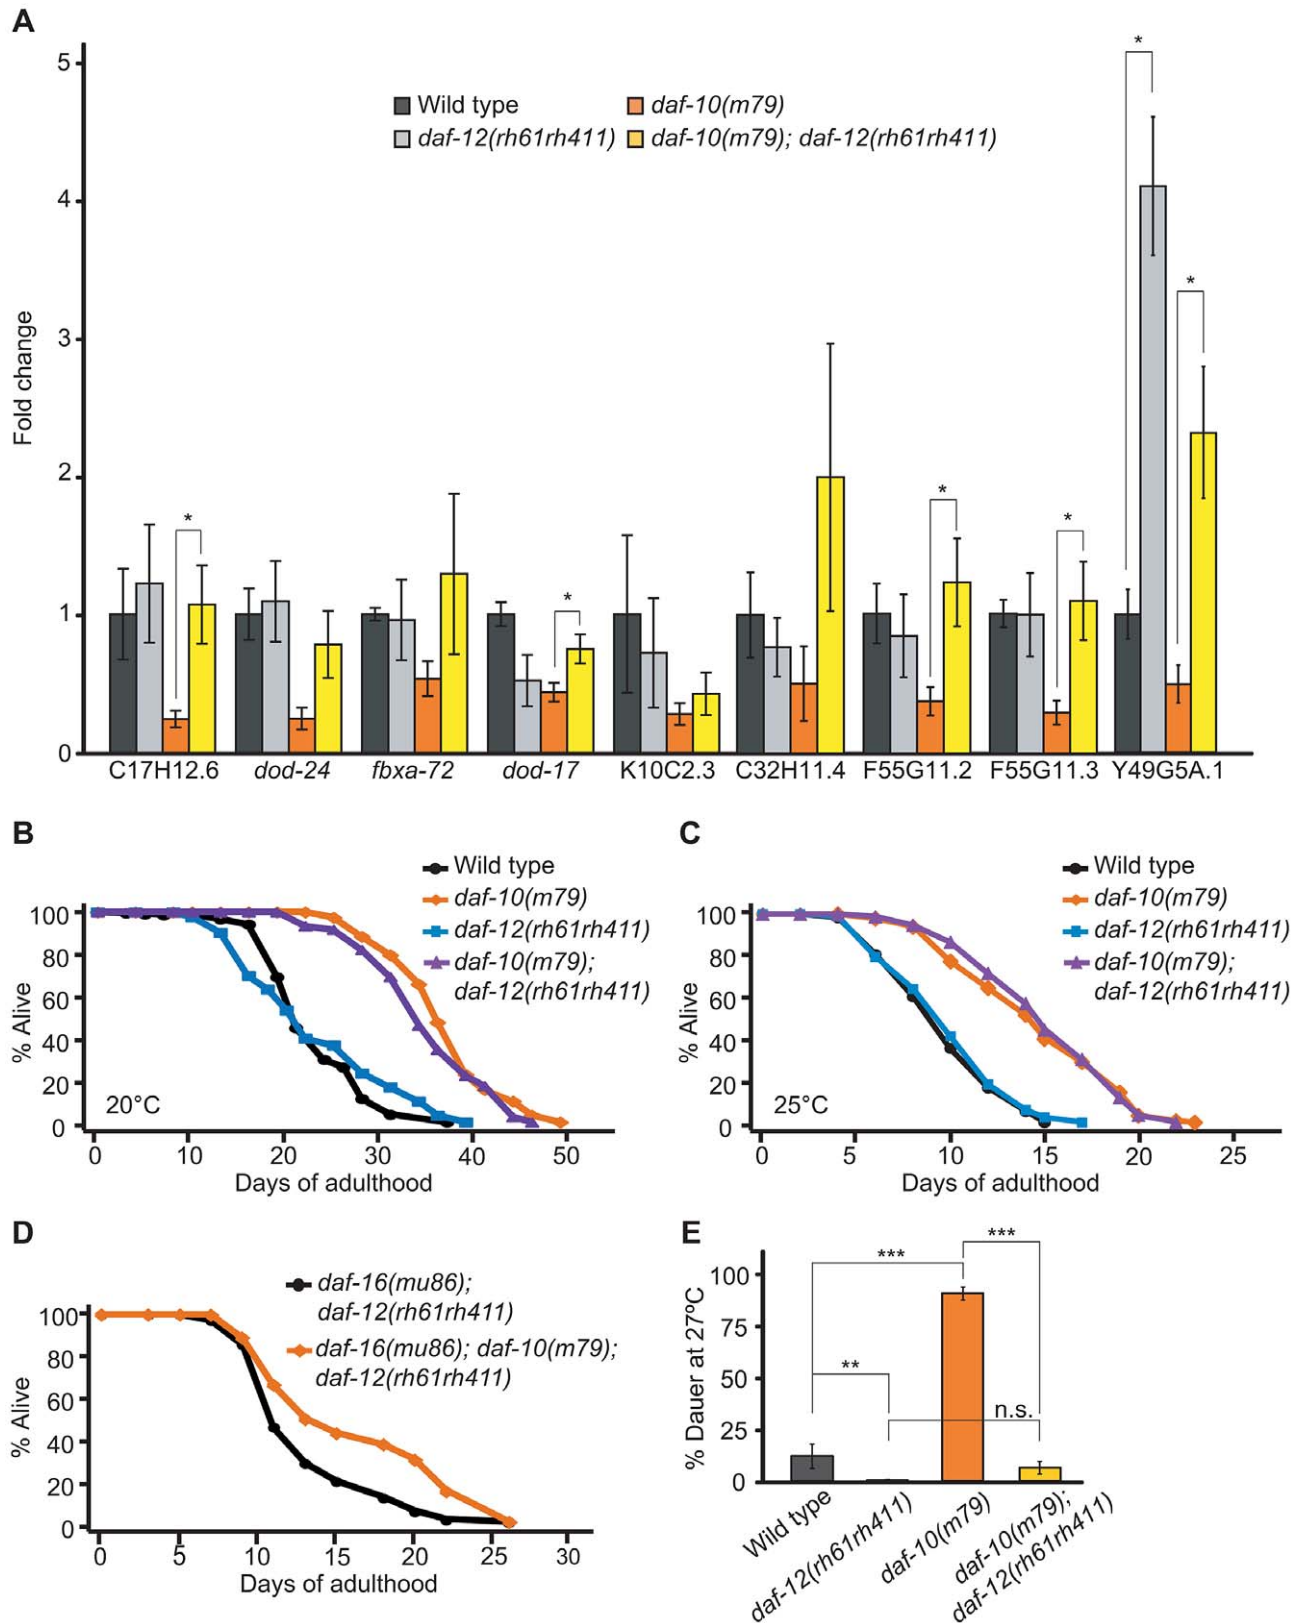 A
5
4
3
2
1
0
Fold change
Wild type
daf-10(m79)
daf-12(rh61rh411)
daf-10(m79); daf-12(rh61rh411)
*
*
*
*
*
*
*
C17H12.6 dod-24 fbxa-72 dod-17 K10C2.3 C32H11.4 F55G11.2 F55G11.3 Y49G5A.1
B
Wild type
daf-10(m79)
daf-12(rh61rh411)
daf-10(m79);
daf-12(rh61rh411)
% Alive
100
80
60
40
20
0
20°C
0 10 20 30 40 50
Days of adulthood
C
Wild type
daf-10(m79)
daf-12(rh61rh411)
daf-10(m79);
daf-12(rh61rh411)
% Alive
100
80
60
40
20
0
25°C
0 5 10 15 20 25
Days of adulthood
D
daf-16(mu86);
daf-12(rh61rh411)
daf-16(mu86); daf-10(m79);
daf-12(rh61rh411)
% Alive
100
80
60
40
20
0
0 5 10 15 20 25 30
Days of adulthood
E
% Dauer at 27ºC
100
75
50
25
0
***
***
**
n.s.
Wild type
daf-12(rh61rh411)
daf-10(m79)
daf-10(m79);
daf-12(rh61rh411)